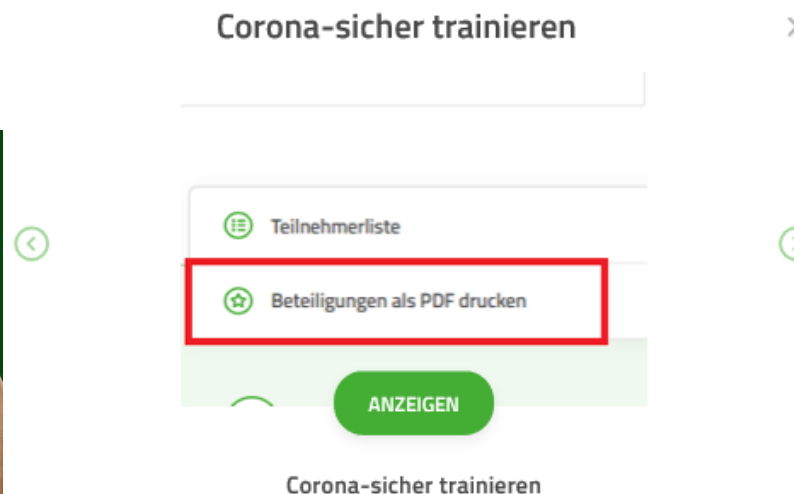 Corona-sicher trainieren
Teilnehmerliste
Beteiligungen als PDF drucken
ANZEIGEN
Corona-sicher trainieren